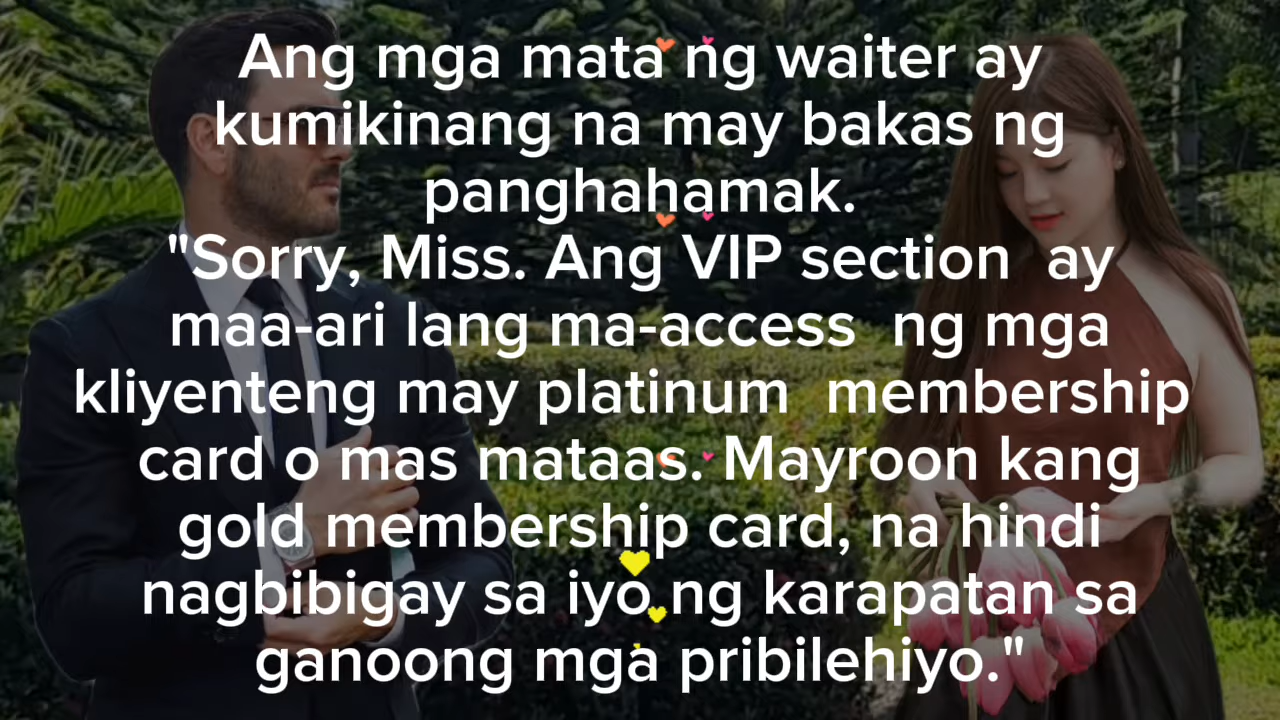 Ang mga mata ng waiter ay
kumikinang na may bakas ng
panghahamak.
"Sorry, Miss. Ang VIP section ay
maa-ari lang ma-access ng mga
kliyenteng may platinum membership
card o mas mataas. Mayroon kang
gold membership card, na hindi
nagbibigay sa iyo ng karapatan sa
ganoong mga pribilehiyo."